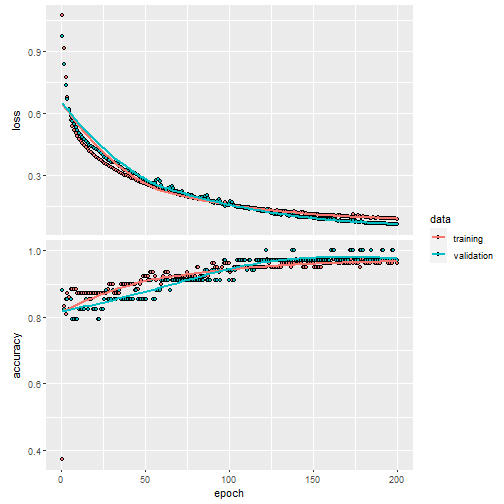 0.9
0.6
0.3
loss
1.0
0.8
0.6
0.4
accuracy
0 50 100 150 200
epoch
data
training
validation